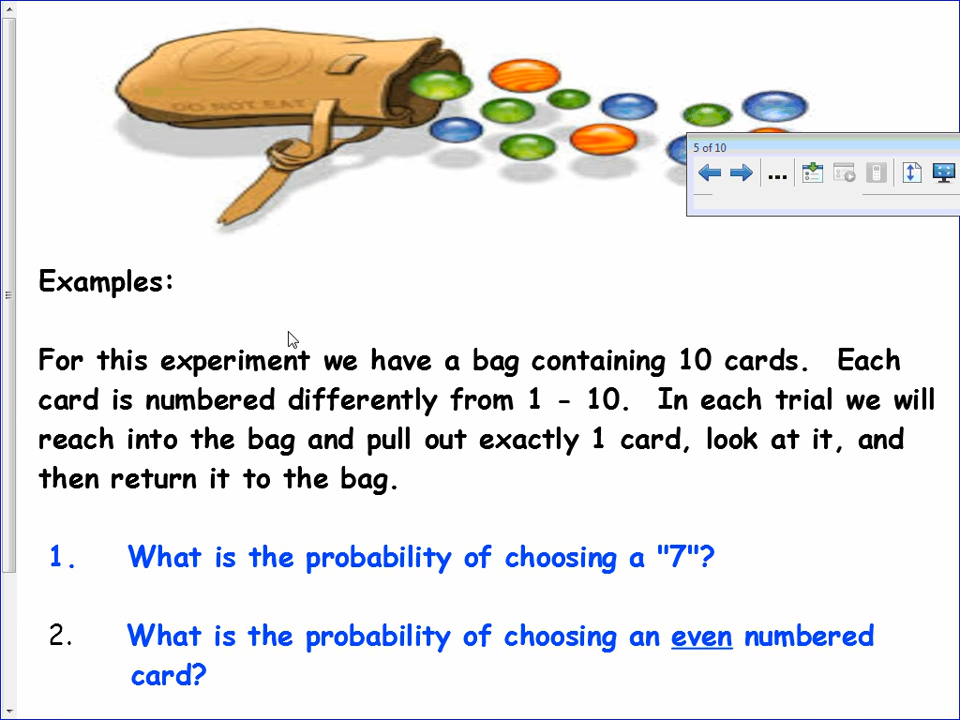 DO NOT EAT
5 of 10
Examples:
For this experiment we have a bag containing 10 cards.  Each
card is numbered differently from 1 - 10.  In each trial we will
reach into the bag and pull out exactly 1 card, look at it, and
then return it to the bag.
1. What is the probability of choosing a "7"?
2. What is the probability of choosing an even numbered
card?